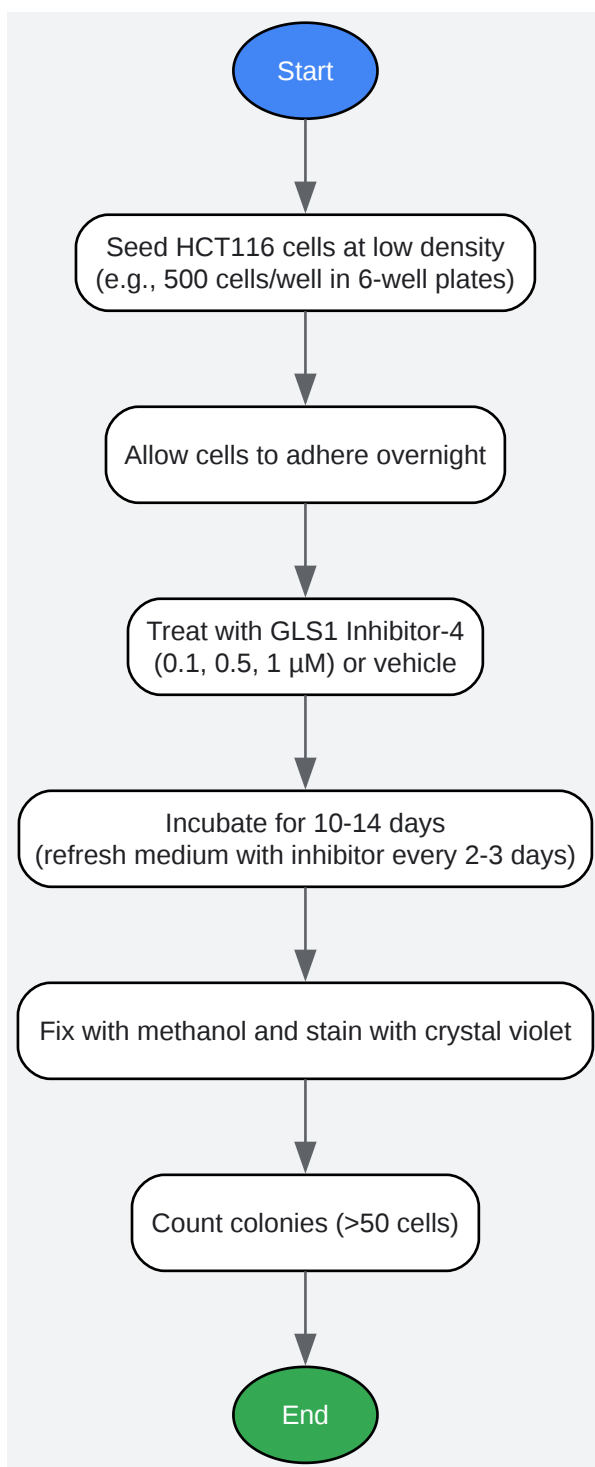 Start
Seed HCT116 cells at low density
(e.g., 500 cells/well in 6-well plates)
Allow cells to adhere overnight
Treat with GLS1 Inhibitor-4
(0.1, 0.5, 1 µM) or vehicle
Incubate for 10-14 days
(refresh medium with inhibitor every 2-3 days)
Fix with methanol and stain with crystal violet
Count colonies (>50 cells)
End